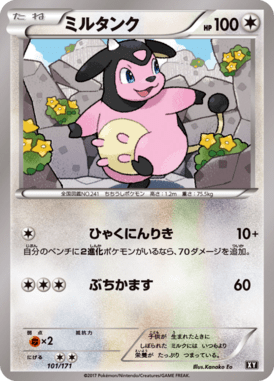 たね ミルタンク HP100
全国図鑑NO.241 ちちうしポケモン 高さ:1.2m 重さ:75.5kg
ひゃくにんりき 10+
自分のベンチに2進化ポケモンがいるなら、70ダメージを追加。
ぶちかます 60
弱点 ×2 抵抗力
にげる
子供が 生まれたとき
しぼられた ミルクには いつもより
栄養が たっぷり つまっている。
101/171
Illus.Kanako Eo
XY
©2017 Pokémon/Nintendo/Creatures/GAME FREAK.